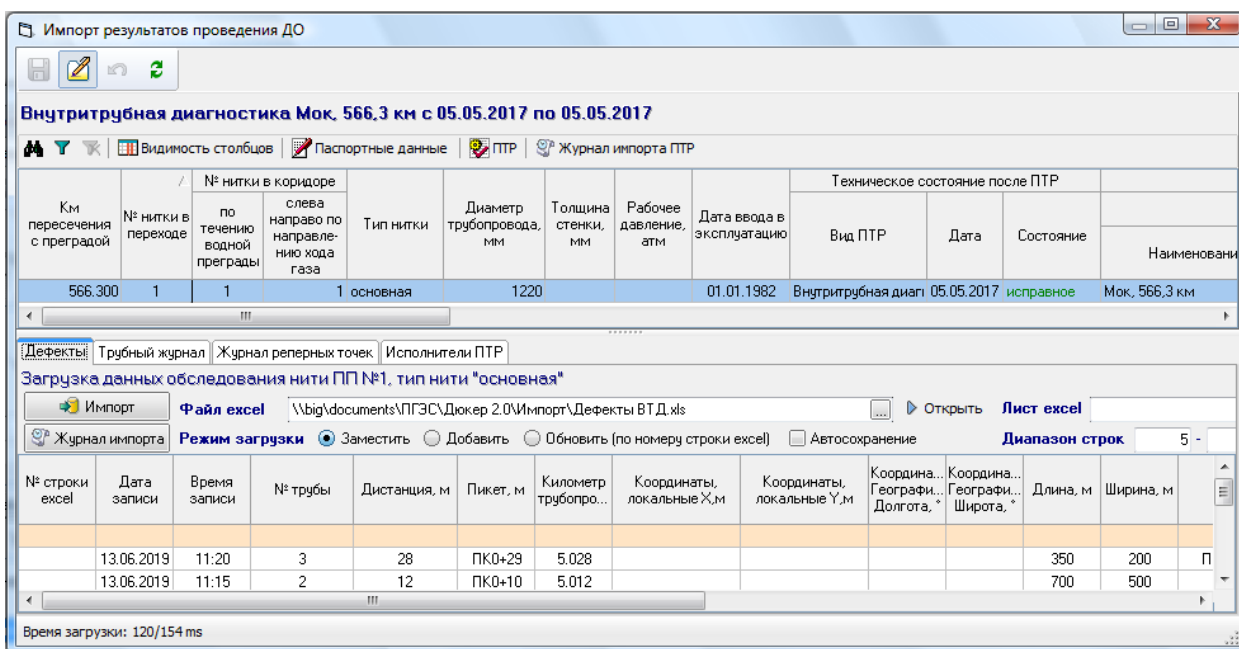 Импорт результатов проведения ДО
Внутритрубная диагностика Мок, 566,3 км с 05.05.2017 по 05.05.2017
Видимость столбцов Паспортные данные ПТР Журнал импорта ПТР
Км пересечения с преградой
№ нитки в переходе
№ нитки в коридоре
по течению водной преграды
слева направо по направле-нию хода газа
Тип нитки
Диаметр трубопровода, мм
Толщина стенки, мм
Рабочее давление, атм
Дата ввода в эксплуатацию
Техническое состояние после ПТР
Вид ПТР Дата Состояние
Наименовани
566.300 1 1 1 основная 1220 01.01.1982 Внутритрубная диагн 05.05.2017 исправное Мок, 566,3 км
Дефекты Трубный журнал Журнал реперных точек Исполнители ПТР
Загрузка данных обследования нити ПП №1, тип нити "основная"
Импорт Файл excel \\big\documents\ПГЭС\Дюкер 2.0\Импорт\Дефекты ВТД.xls ... Открыть Лист excel
Журнал импорта Режим загрузки Заместить Добавить Обновить (по номеру строки excel) Автосохранение Диапазон строк 5 -
№ строки excel
Дата записи
Время записи
№ трубы
Дистанция, м
Пикет, м
Километр трубопро...
Координаты, локальные X,м
Координаты, локальные Y,м
Координа... Географи... Долгота, °
Координа... Географи... Широта, °
Длина, м
Ширина, м
13.06.2019 11:20 3 28 ПК0+29 5.028 350 200 П
13.06.2019 11:15 2 12 ПК0+10 5.012 700 500
Время загрузки: 120/154 ms